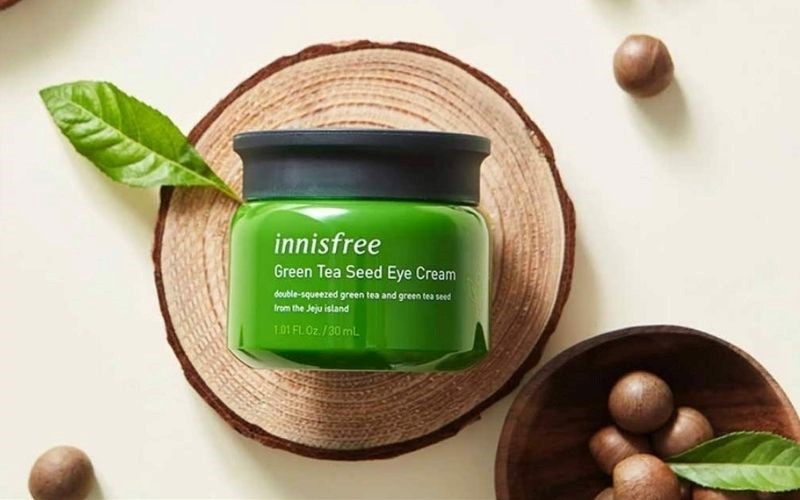 innisfree
Green Tea Seed Eye Cream
double-squeezed green tea and green tea seed
from the Jeju island
1.01 FL.Oz. / 30 mL